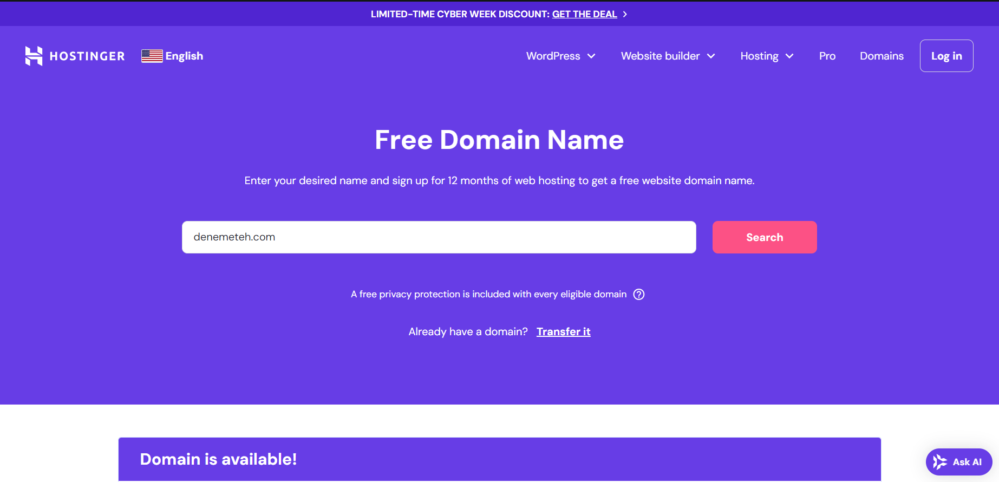 LIMITED-TIME CYBER WEEK DISCOUNT: GET THE DEAL
HOSTINGER English WordPress Website builder Hosting Pro Domains Log in
Free Domain Name
Enter your desired name and sign up for 12 months of web hosting to get a free website domain name.
denemeteh.com Search
A free privacy protection is included with every eligible domain ?
Already have a domain? Transfer it
Domain is available!
Ask AI